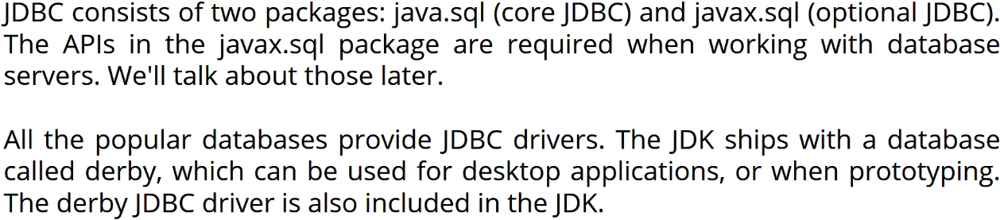 JDBC consists of two packages: java.sql (core JDBC) and javax.sql (optional JDBC).
The APIs in the javax.sql package are required when working with database
servers. We'll talk about those later.
All the popular databases provide JDBC drivers. The JDK ships with a database
called derby, which can be used for desktop applications, or when prototyping.
The derby JDBC driver is also included in the JDK.